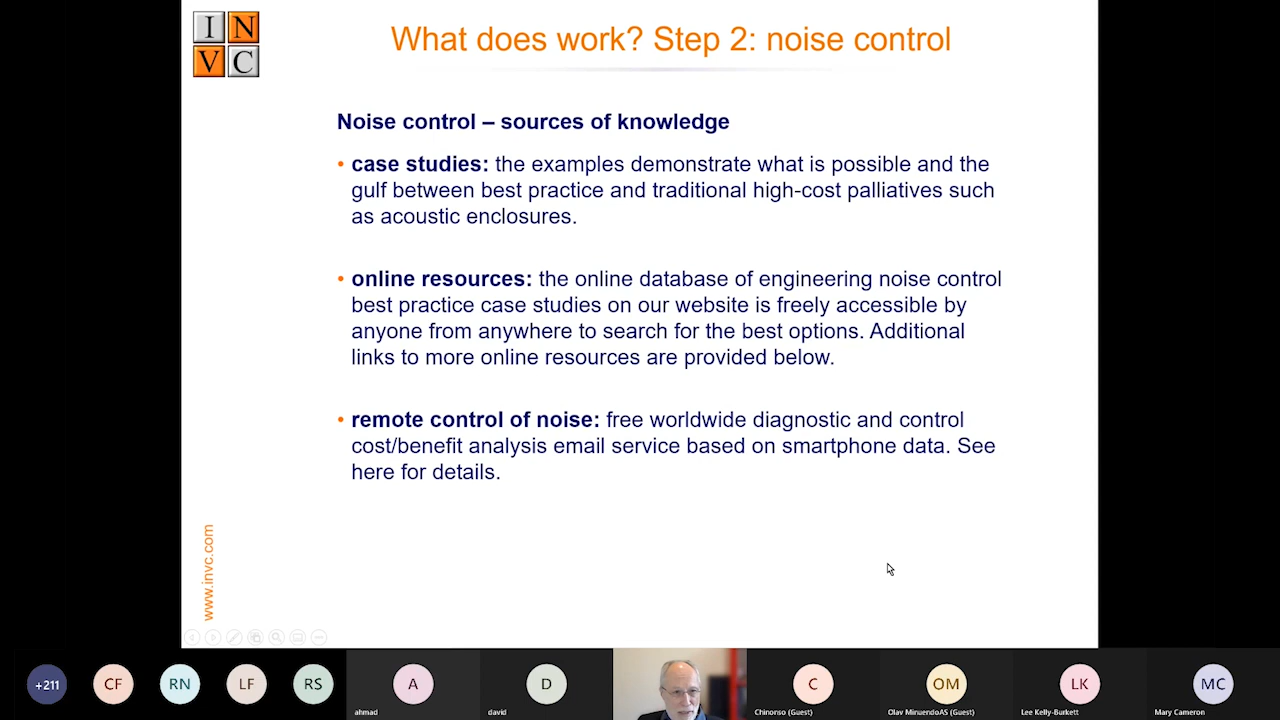 I N
V C
What does work? Step 2: noise control
Noise control – sources of knowledge
• case studies: the examples demonstrate what is possible and the
gulf between best practice and traditional high-cost palliatives such
as acoustic enclosures.
• online resources: the online database of engineering noise control
best practice case studies on our website is freely accessible by
anyone from anywhere to search for the best options. Additional
links to more online resources are provided below.
• remote control of noise: free worldwide diagnostic and control
cost/benefit analysis email service based on smartphone data. See
here for details.
www.invc.com
+211 CF RN LF RS A D C OM LK MC
ahmad david Chinonso (Guest) Olav MinuendoAS (Guest) Lee Kelly-Burkett Mary Cameron